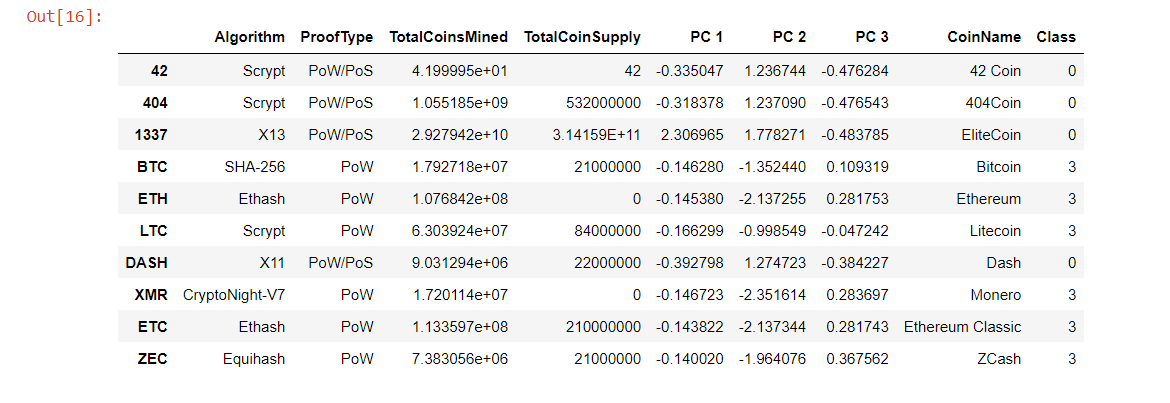 Out[16]:
Algorithm ProofType TotalCoinsMined TotalCoinSupply PC 1 PC 2 PC 3 CoinName Class
42 Scrypt PoW/PoS 4.199995e+01 42 -0.335047 1.236744 -0.476284 42 Coin 0
404 Scrypt PoW/PoS 1.055185e+09 532000000 -0.318378 1.237090 -0.476543 404Coin 0
1337 X13 PoW/PoS 2.927942e+10 3.14159E+11 2.306965 1.778271 -0.483785 EliteCoin 0
BTC SHA-256 PoW 1.792718e+07 21000000 -0.146280 -1.352440 0.109319 Bitcoin 3
ETH Ethash PoW 1.076842e+08 0 -0.145380 -2.137255 0.281753 Ethereum 3
LTC Scrypt PoW 6.303924e+07 84000000 -0.166299 -0.998549 -0.047242 Litecoin 3
DASH X11 PoW/PoS 9.031294e+06 22000000 -0.392798 1.274723 -0.384227 Dash 0
XMR CryptoNight-V7 PoW 1.720114e+07 0 -0.146723 -2.351614 0.283697 Monero 3
ETC Ethash PoW 1.133597e+08 210000000 -0.143822 -2.137344 0.281743 Ethereum Classic 3
ZEC Equihash PoW 7.383056e+06 21000000 -0.140020 -1.964076 0.367562 ZCash 3